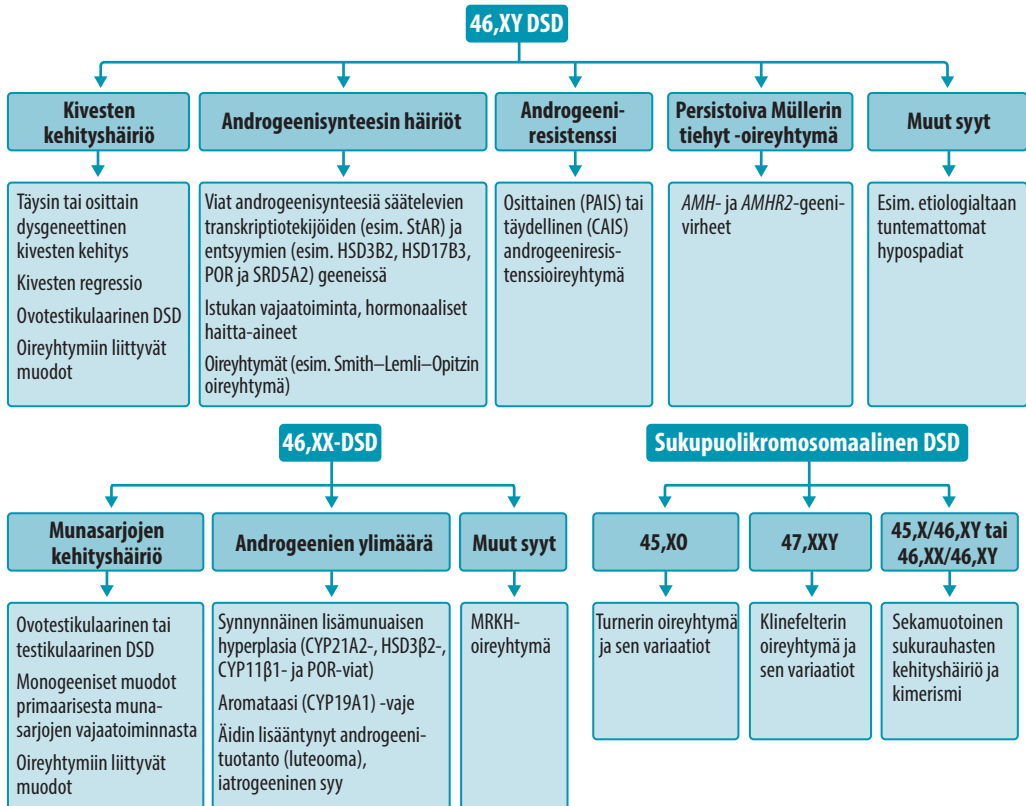 46,XY DSD
Kivesten
kehityshäiriö
Täysin tai osittain
dysgeneettinen
kivesten kehitys
Kivesten regressio
Ovotestikulaarinen DSD
Oireyhtymiin liittyvät
muodot
Androgeenisynteesin häiriöt
Viat androgeenisynteesiä säätelevien
transkriptiotekijöiden (esim. StAR) ja
entsyymien (esim. HSD3B2, HSD17B3,
POR ja SRD5A2) geeneissä
Istukan vajaatoiminta, hormonaaliset
haitta-aineet
Oireyhtymät (esim. Smith–Lemli–Opitzin
oireyhtymä)
Androgeeni-
resistenssi
Osittainen (PAIS) tai
täydellinen (CAIS)
androgeeniresis-
tenssioireyhtymä
Persistoiva Müllerin
tiehyt -oireyhtymä
AMH- ja AMHR2-geeni-
virheet
Muut syyt
Esim. etiologialtaan
tuntemattomat
hypospadiat
46,XX-DSD
Munasarjojen
kehityshäiriö
Ovotestikulaarinen tai
testikulaarinen DSD
Monogeeniset muodot
primaarisesta muna-
sarjojen vajaatoiminnasta
Oireyhtymiin liittyvät
muodot
Androgeenien ylimäärä
Synnynnäinen lisämunuaisen
hyperplasia (CYP21A2-, HSD3β2-,
CYP11β1- ja POR-viat)
Aromataasi (CYP19A1) -vaje
Äidin lisääntynyt androgeeni-
tuotanto (luteooma),
iatrogeeninen syy
Muut syyt
MRKH-
oireyhtymä
Sukupuolikromosomaalinen DSD
45,XO
Turnerin oireyhtymä
ja sen variaatiot
47,XXY
Klinefelterin
oireyhtymä ja
sen variaatiot
45,X/46,XY tai
46,XX/46,XY
Sekamuotoinen
sukurauhasten
kehityshäiriö ja
kimerismi